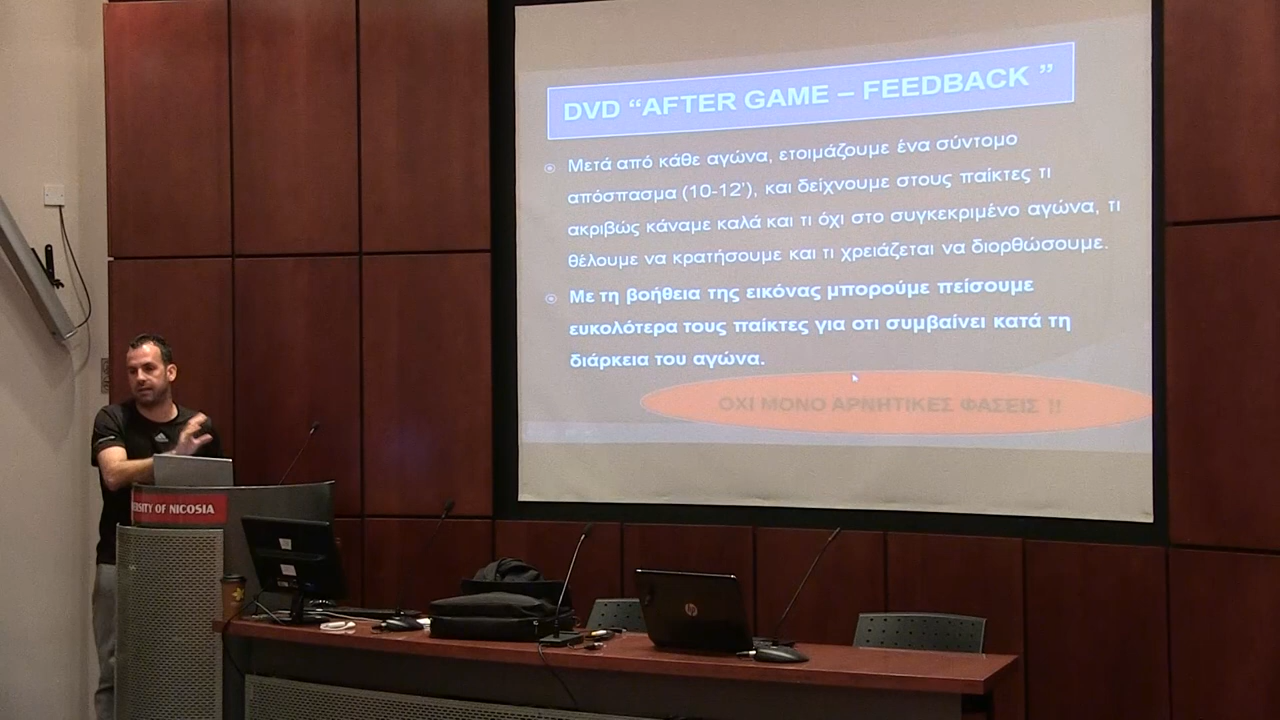 DVD “AFTER GAME – FEEDBACK ”
Μετά από κάθε αγώνα, ετοιμάζουμε ένα σύντομο
απόσπασμα (10-12’), και δείχνουμε στους παίκτες τι
ακριβώς κάναμε καλά και τι όχι στο συγκεκριμένο αγώνα, τι
θέλουμε να κρατήσουμε και τι χρειάζεται να διορθώσουμε.
Με τη βοήθεια της εικόνας μπορούμε πείσουμε
ευκολότερα τους παίκτες για οτι συμβαίνει κατά τη
διάρκεια του αγώνα.
ΟΧΙ ΜΟΝΟ ΑΡΝΗΤΙΚΕΣ ΦΑΣΕΙΣ !!
ERSITY OF NICOSIA
hp